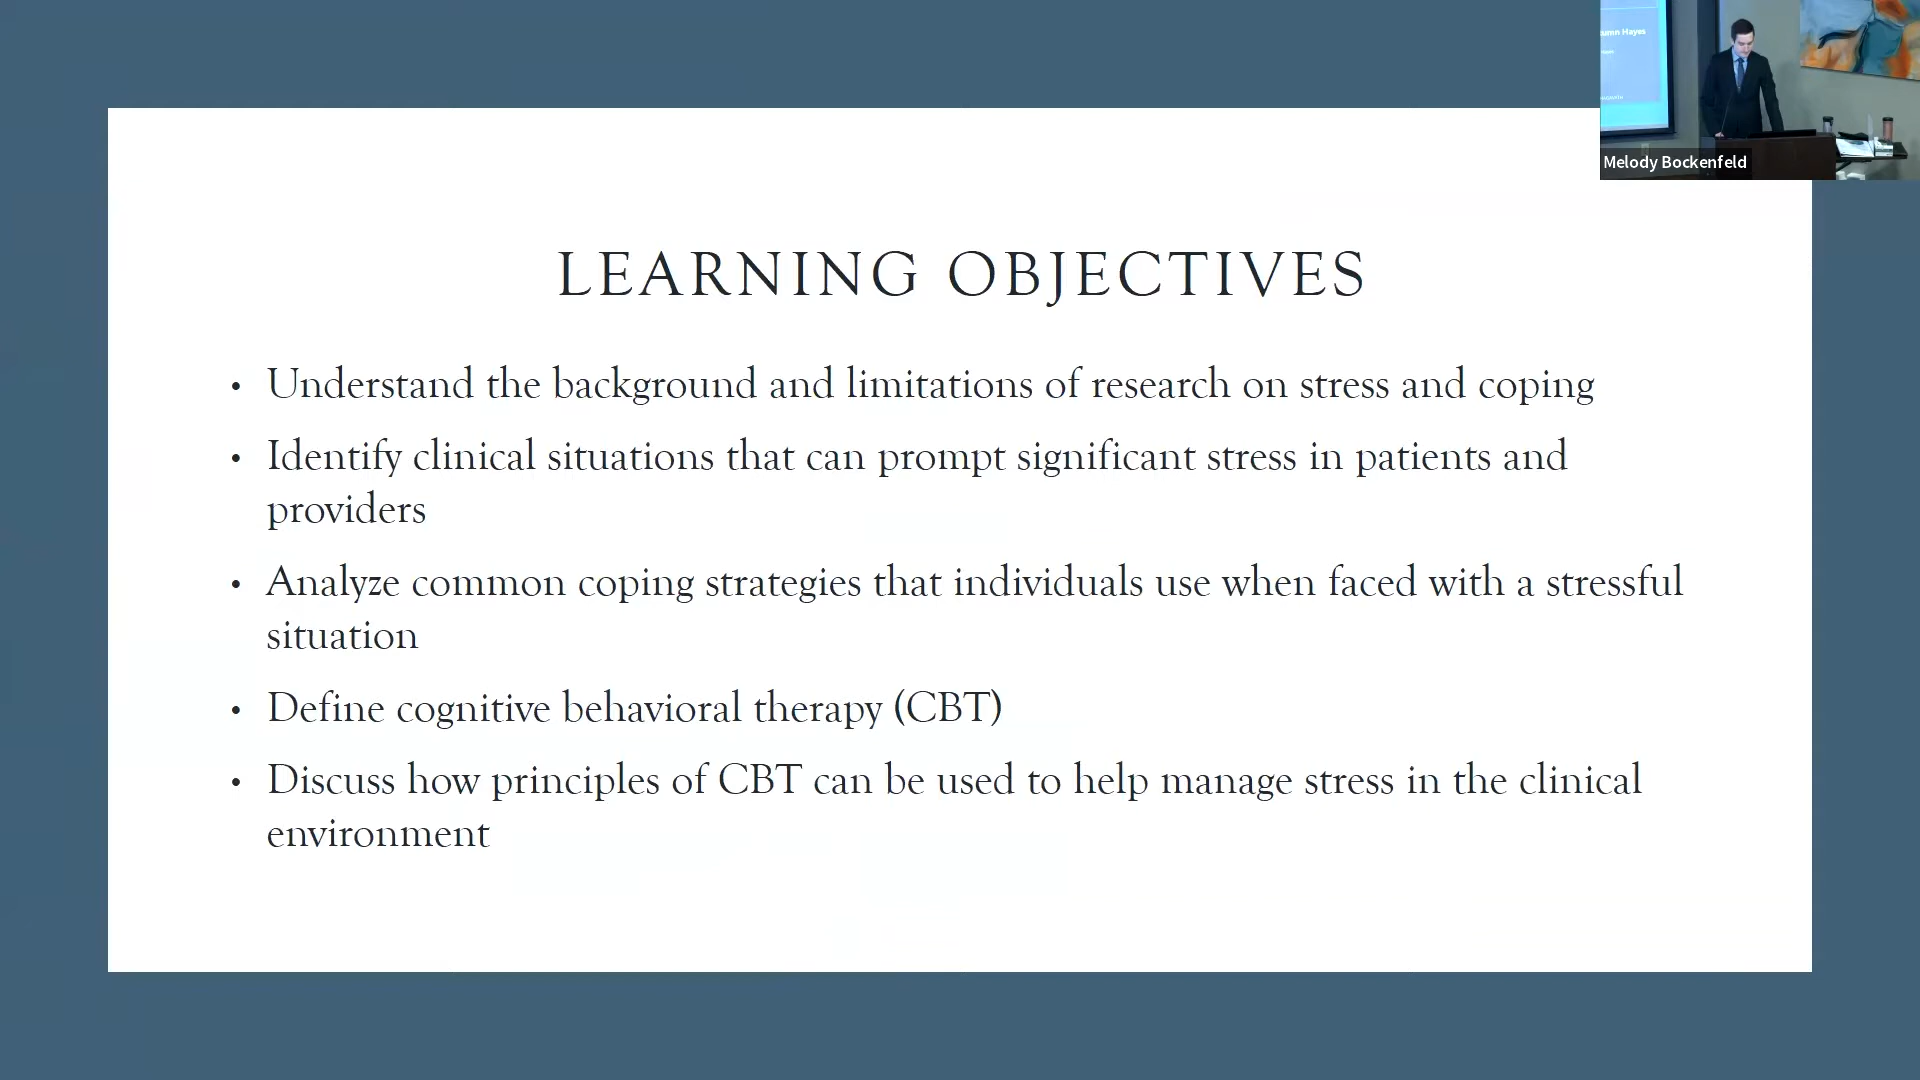 umn Hayes
Melody Bockenfeld
LEARNING OBJECTIVES
• Understand the background and limitations of research on stress and coping
• Identify clinical situations that can prompt significant stress in patients and
providers
• Analyze common coping strategies that individuals use when faced with a stressful
situation
• Define cognitive behavioral therapy (CBT)
• Discuss how principles of CBT can be used to help manage stress in the clinical
environment